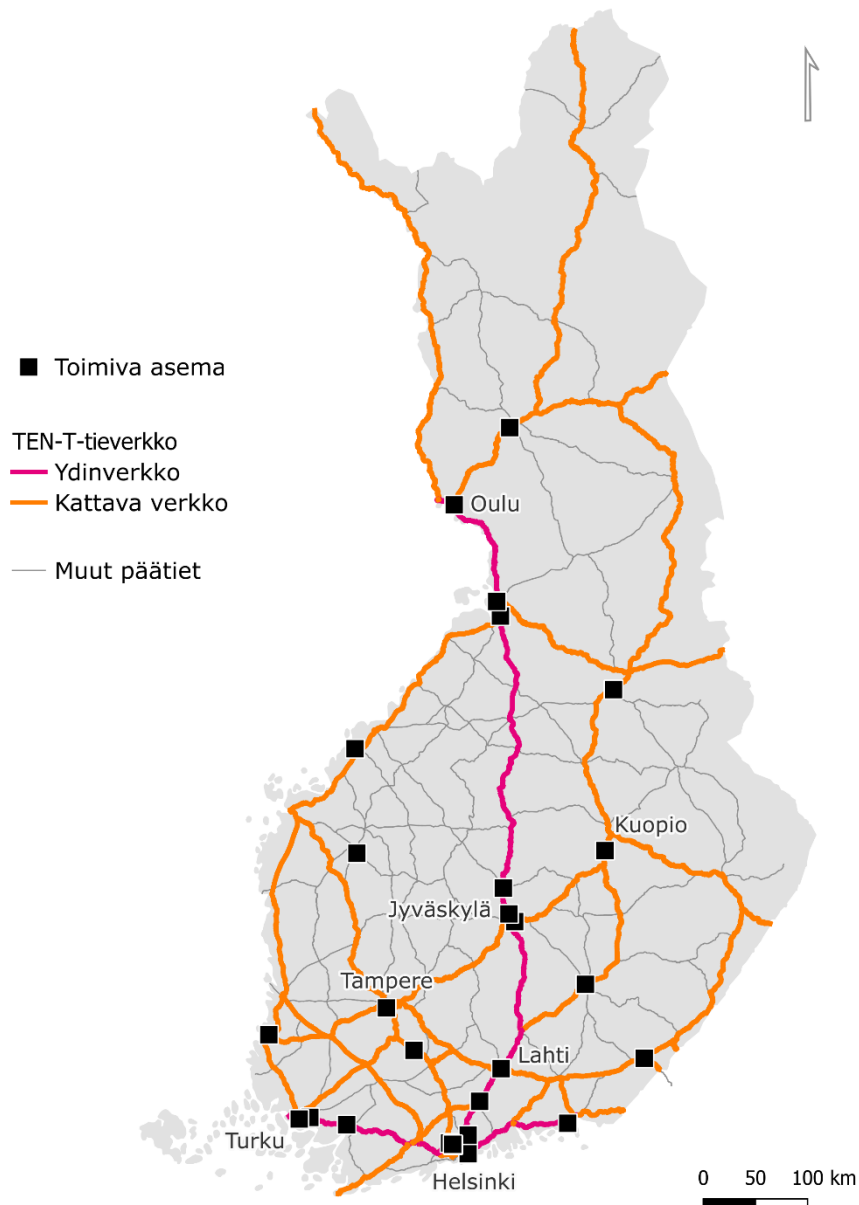 Toimiva asema
TEN-T-tieverkko
Ydinverkko
Kattava verkko
Muut päätiet
Oulu
Kuopio
Jyväskylä
Tampere
Lahti
Turku
Helsinki
0 50 100 km